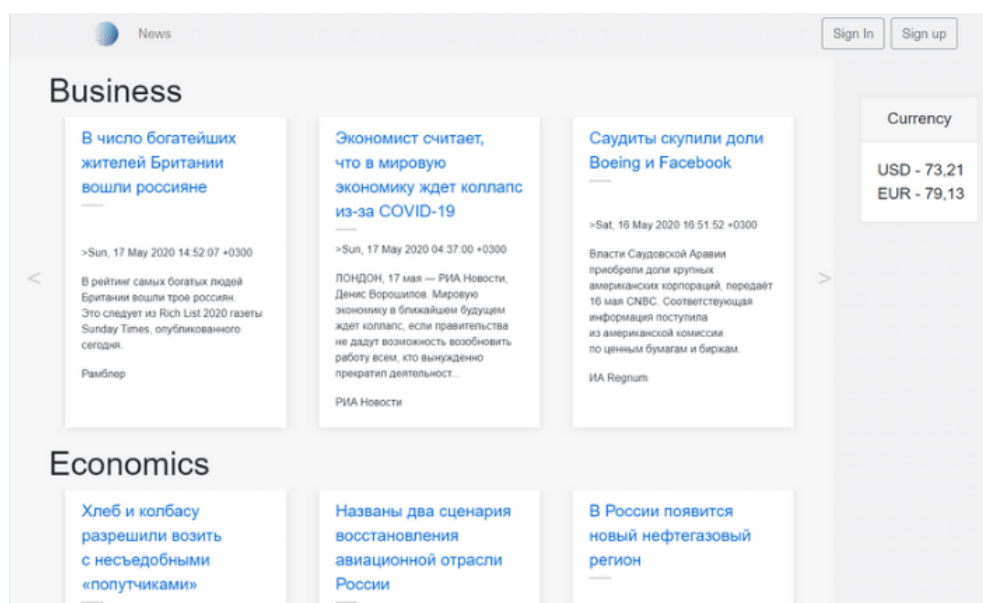 News
Sign In
Sign up
Business
В число богатейших
жителей Британии
вошли россияне
>Sun, 17 May 2020 14:52:07 +0300
В рейтинг самых богатых людей
Британии вошли трое россиян.
Это следует из Rich List 2020 газеты
Sunday Times, опубликованного
сегодня.
Рамблер
Экономист считает,
что в мировую
экономику ждет коллапс
из-за COVID-19
>Sun, 17 May 2020 04:37:00 +0300
ЛОНДОН, 17 мая — РИА Новости,
Денис Ворошилов. Мировую
экономику в ближайшем будущем
ждет коллапс, если правительства
не дадут возможность возобновить
работу всем, кто вынужденно
прекратил деятельност...
РИА Новости
Саудиты скупили доли
Boeing и Facebook
>Sat, 16 May 2020 16:51:52 +0300
Власти Саудовской Аравии
приобрели доли крупных
американских корпораций, передаёт
16 мая CNBC. Соответствующая
информация поступила
из американской комиссии
по ценным бумагам и биржам.
ИА Regnum
<
>
Currency
USD - 73,21
EUR - 79,13
Economics
Хлеб и колбасу
разрешили возить
с несъедобными
«попутчиками»
Названы два сценария
восстановления
авиационной отрасли
России
В России появится
новый нефтегазовый
регион